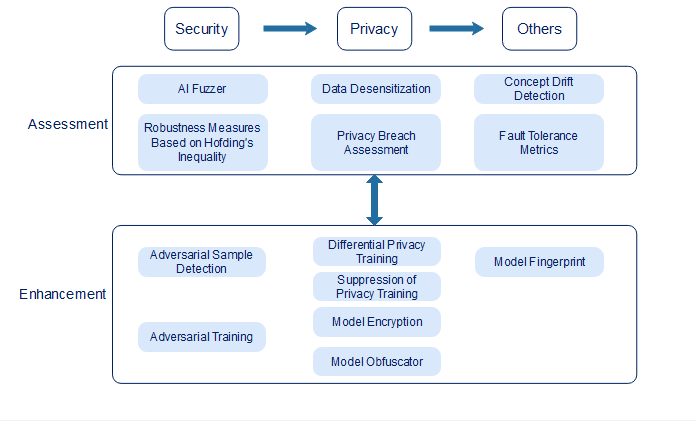 Security
Privacy
Others
Assessment
AI Fuzzer
Data Desensitization
Concept Drift
Detection
Robustness Measures
Based on Hofding's
Inequality
Privacy Breach
Assessment
Fault Tolerance
Metrics
Enhancement
Adversarial Sample
Detection
Differential Privacy
Training
Model Fingerprint
Suppression of
Privacy Training
Adversarial Training
Model Encryption
Model Obfuscator